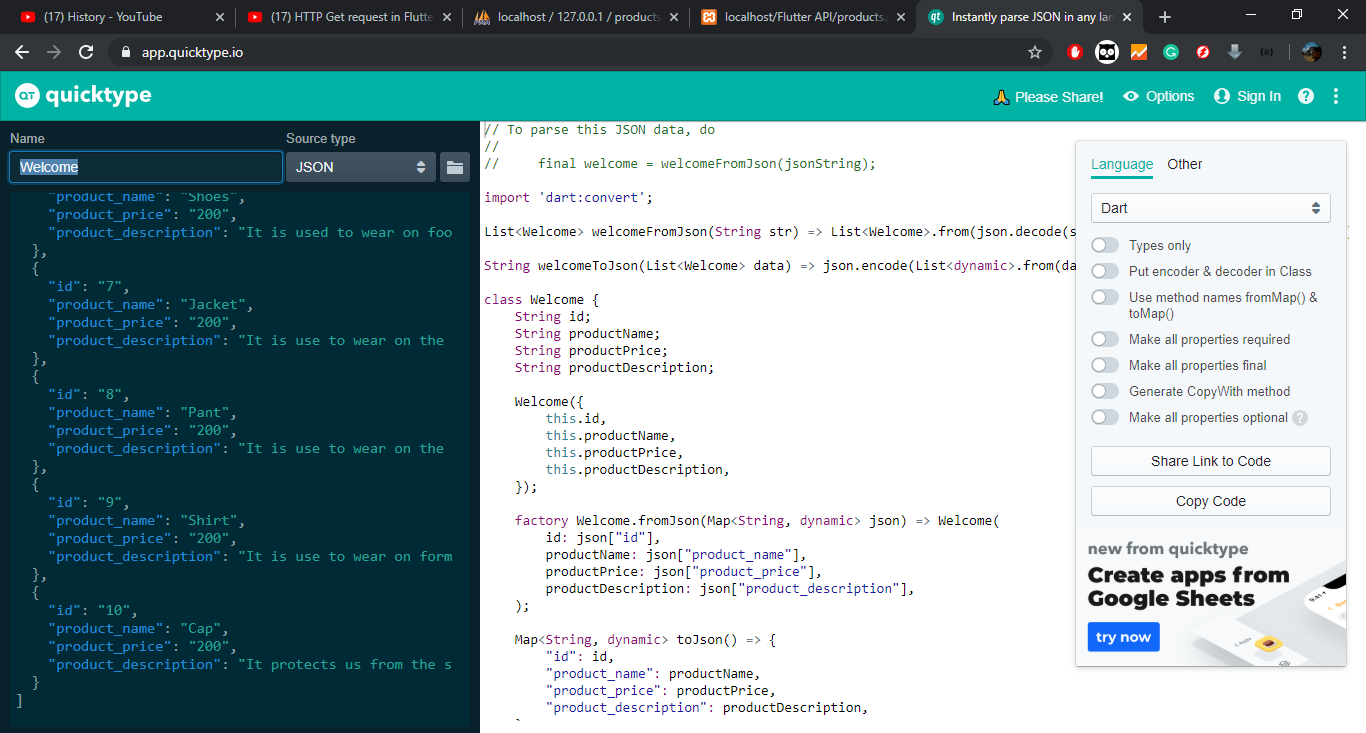 (17) History - YouTube
(17) HTTP Get request in Flutte
localhost / 127.0.0.1 / products
localhost/Flutter API/products.
Instantly parse JSON in any lan
app.quicktype.io
QT quicktype
Please Share!
Options
Sign In
Name
Source type
Welcome
JSON
"product_name": "Shoes",
"product_price": "200",
"product_description": "It is used to wear on foo
},
{
"id": "7",
"product_name": "Jacket",
"product_price": "200",
"product_description": "It is use to wear on the
},
{
"id": "8",
"product_name": "Pant",
"product_price": "200",
"product_description": "It is use to wear on the
},
{
"id": "9",
"product_name": "Shirt",
"product_price": "200",
"product_description": "It is use to wear on form
},
{
"id": "10",
"product_name": "Cap",
"product_price": "200",
"product_description": "It protects us from the s
}
]
// To parse this JSON data, do
//
// final welcome = welcomeFromJson(jsonString);
import 'dart:convert';
List<Welcome> welcomeFromJson(String str) => List<Welcome>.from(json.decode(s
String welcomeToJson(List<Welcome> data) => json.encode(List<dynamic>.from(da
class Welcome {
String id;
String productName;
String productPrice;
String productDescription;
Welcome({
this.id,
this.productName,
this.productPrice,
this.productDescription,
});
factory Welcome.fromJson(Map<String, dynamic> json) => Welcome(
id: json["id"],
productName: json["product_name"],
productPrice: json["product_price"],
productDescription: json["product_description"],
);
Map<String, dynamic> toJson() => {
"id": id,
"product_name": productName,
"product_price": productPrice,
"product_description": productDescription,
Language
Other
Dart
Types only
Put encoder & decoder in Class
Use method names fromMap() &
toMap()
Make all properties required
Make all properties final
Generate CopyWith method
Make all properties optional ?
Share Link to Code
Copy Code
new from quicktype
Create apps from
Google Sheets
try now